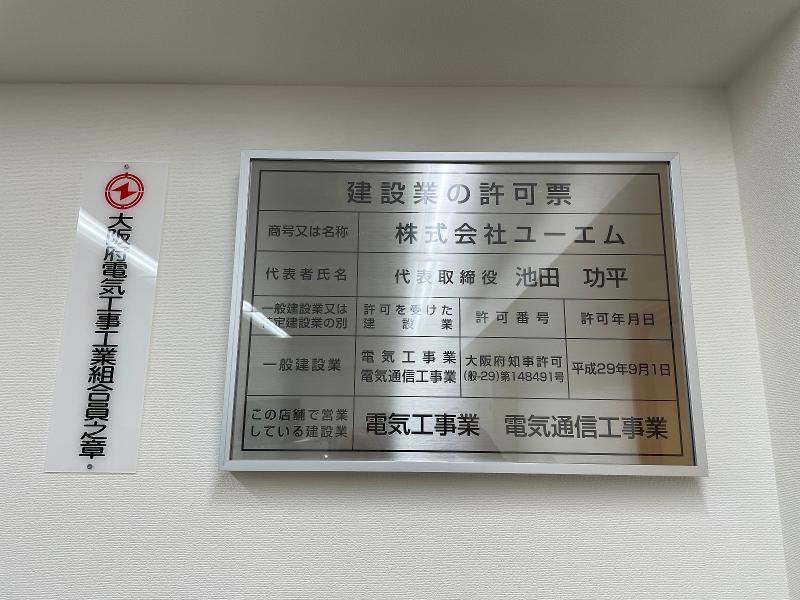 大阪府電気工事工業組合員之章
建設業の許可票
商号又は名称
株式会社ユーエム
代表者氏名
代表取締役 池田 功平
一般建設業又は
特定建設業の別
許可を受けた
建設業
許可番号
許可年月日
一般建設業
電気工事業
電気通信工事業
大阪府知事許可
(般-29)第148491号
平成29年9月1日
この店舗で営業
している建設業
電気工事業 電気通信工事業